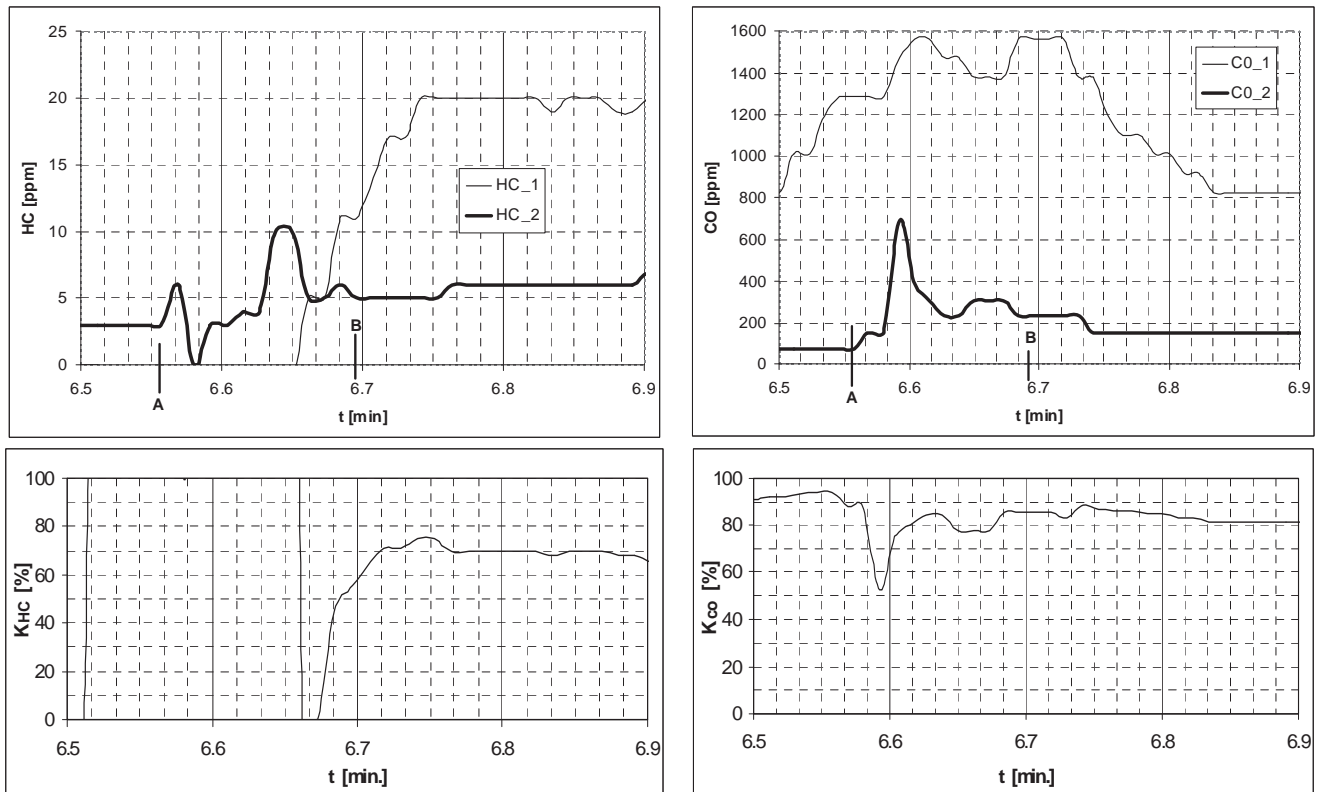 25
20
15
10
5
0
HC [ppm]
HC_1
HC_2
A
B
6.5 6.6 6.7 6.8 6.9
t [min]
1600
1400
1200
1000
800
600
400
200
0
CO [ppm]
C0_1
C0_2
A
B
6.5 6.6 6.7 6.8 6.9
t [min]
100
80
60
40
20
0
KHC [%]
6.5 6.6 6.7 6.8 6.9
t [min.]
100
80
60
40
20
0
Kco [%]
6.5 6.6 6.7 6.8 6.9
t [min.]